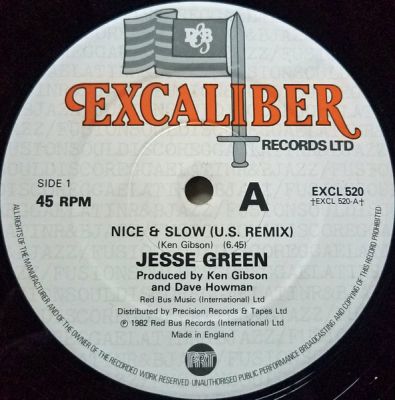 R&B
EXCALIBER
RECORDS LTD
SIDE 1
45 RPM
A
EXCL 520
†EXCL 520-A†
NICE & SLOW (U.S. REMIX)
(Ken Gibson) (6.45)
JESSE GREEN
Produced by Ken Gibson
and Dave Howman
Red Bus Music (International) Ltd
Distributed by Precision Records & Tapes Ltd
℗ 1982 Red Bus Records (International) Ltd
Made in England
PRT
ALL RIGHTS OF THE MANUFACTURER AND OF THE OWNER OF THE RECORDED WORK RESERVED UNAUTHORISED PUBLIC PERFORMANCE BROADCASTING AND COPYING OF THIS RECORD PROHIBITED